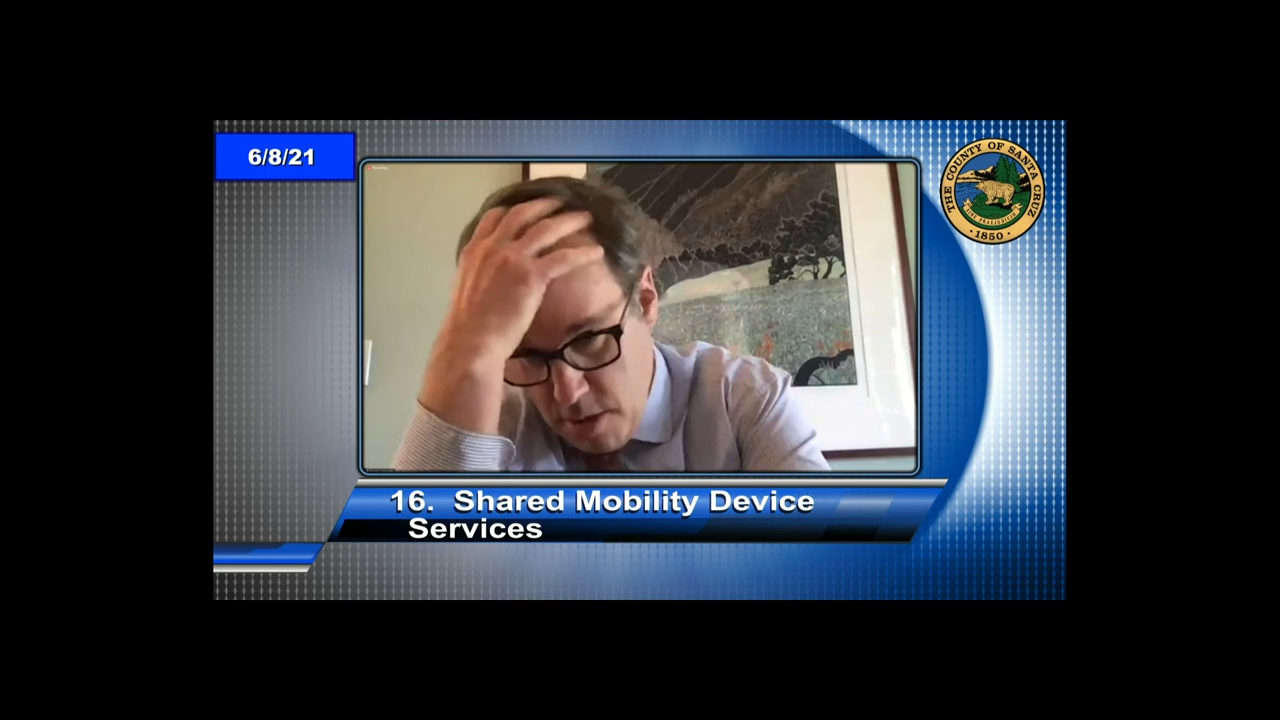 6/8/21
THE COUNTY OF SANTA CRUZ
1850
16. Shared Mobility Device
Services